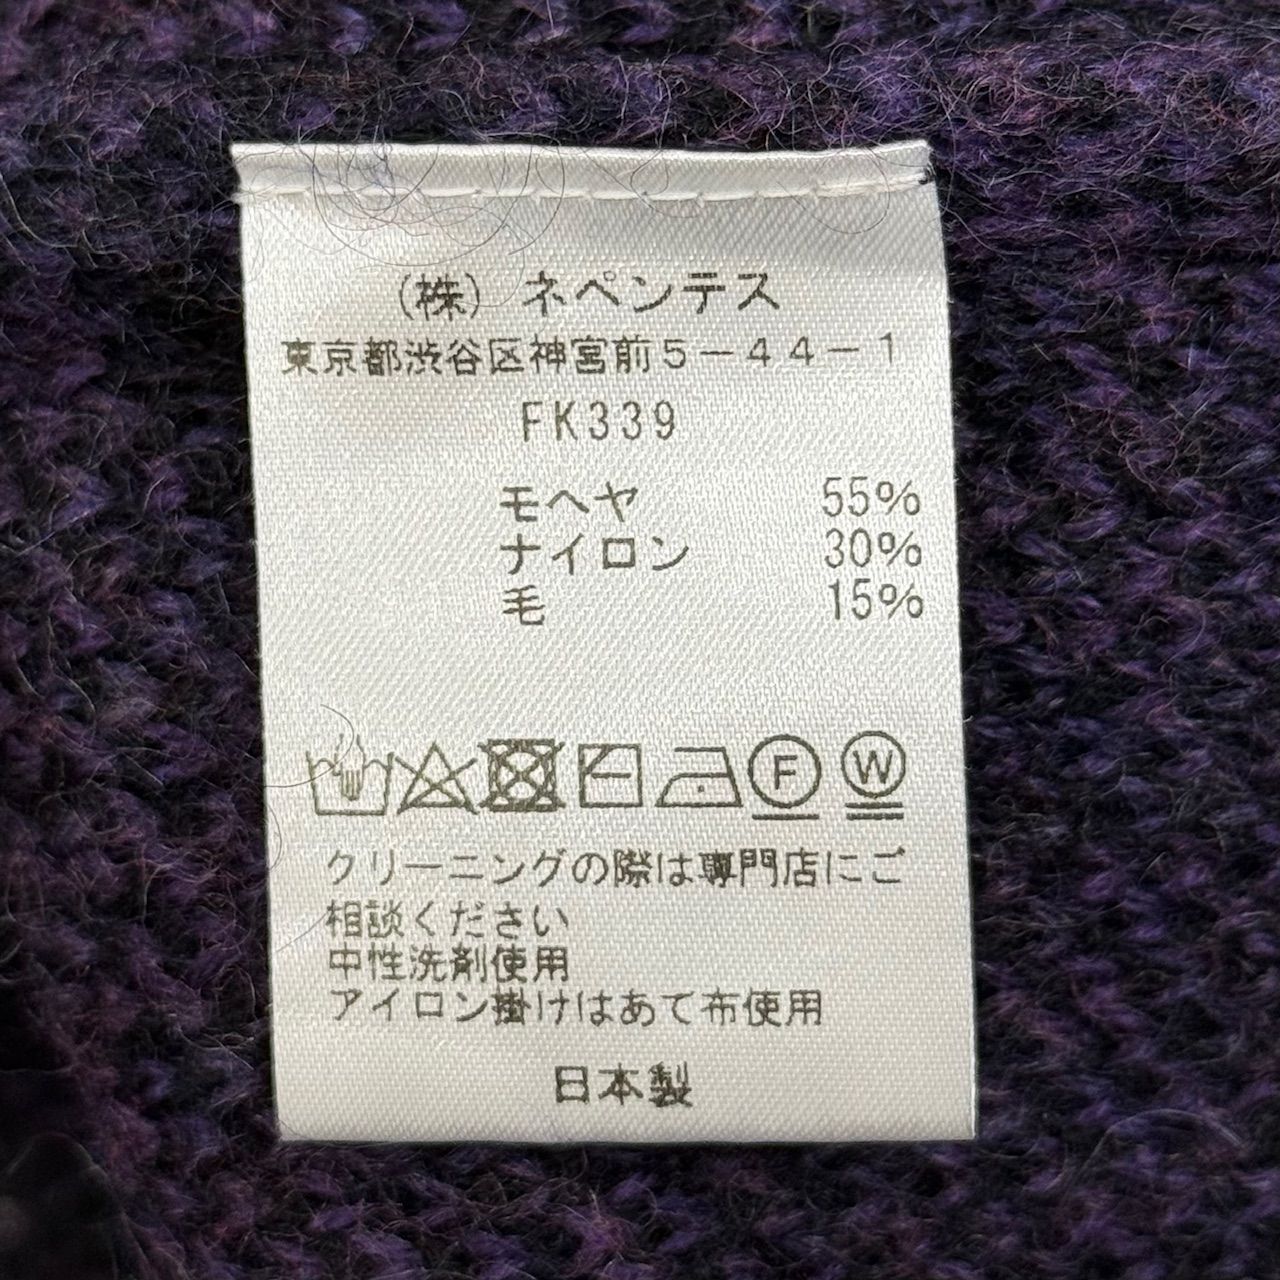 (株) ネペンテス
東京都渋谷区神宮前5-44-1
FK339
モヘヤ 55%
ナイロン 30%
毛 15%
F W
クリーニングの際は専門店にご
相談ください
中性洗剤使用
アイロン掛けはあて布使用
日本製